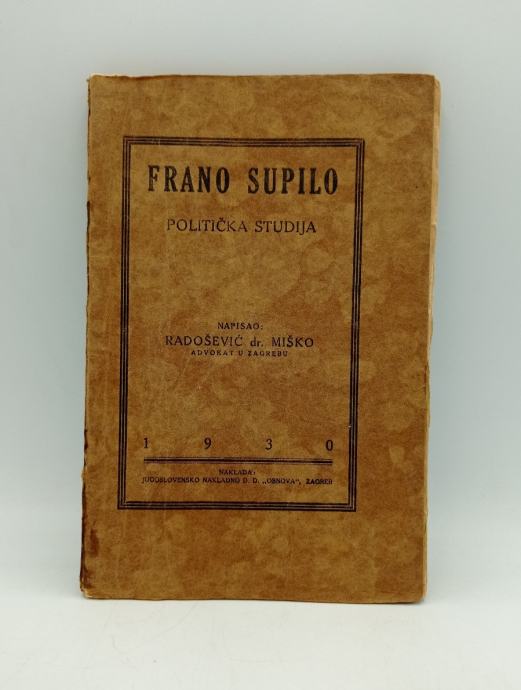 FRANO SUPILO
POLITIČKA STUDIJA
NAPISAO:
RADOŠEVIĆ dr. MIŠKO
ADVOKAT U ZAGREBU
1 9 3 0
NAKLADA:
JUGOSLOVENSKO NAKLADNO D. D. „OBNOVA“, ZAGREB